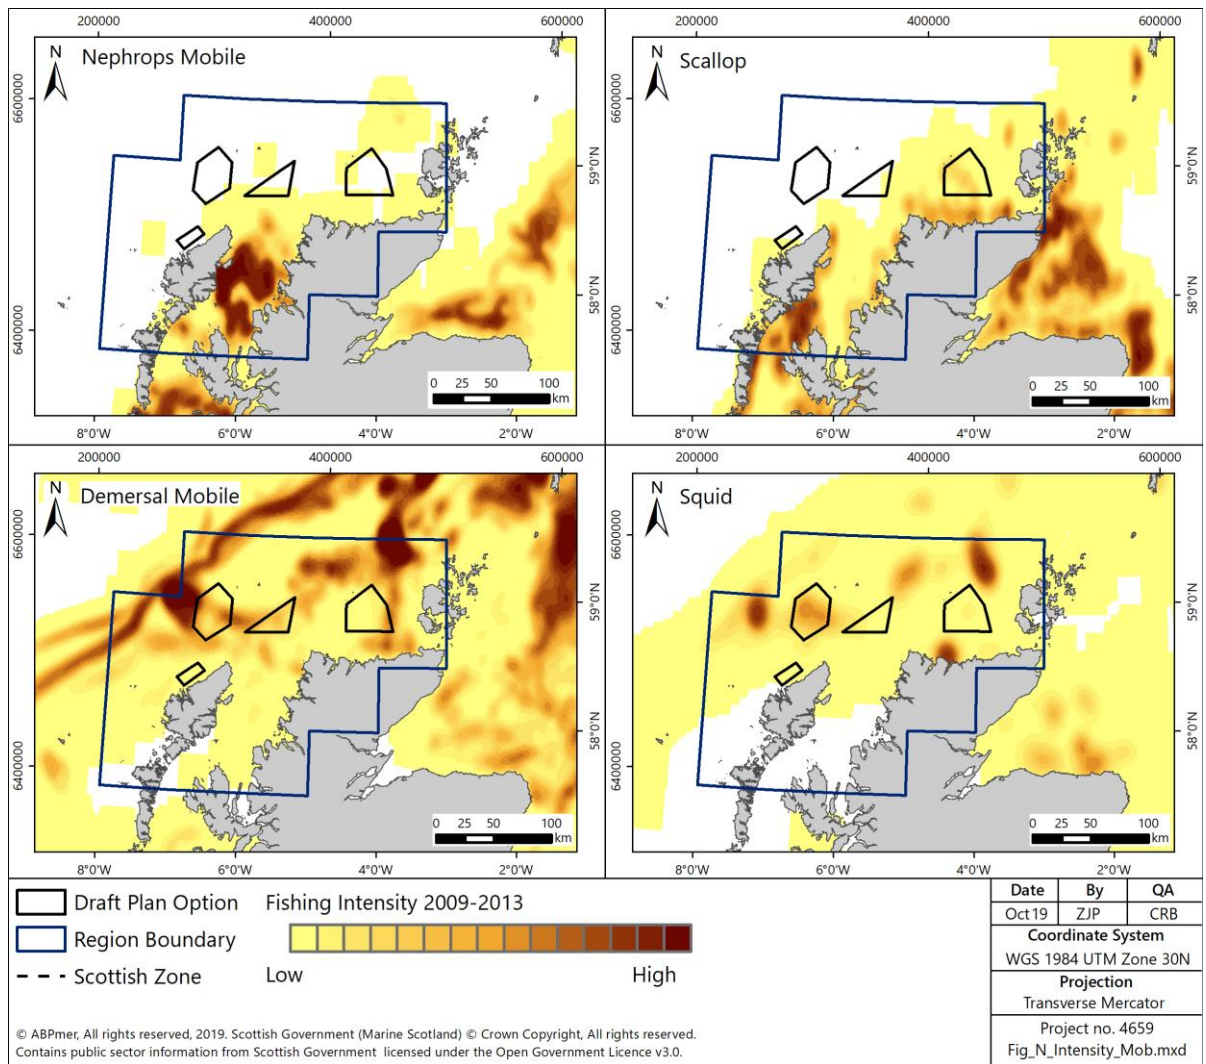 200000 400000 600000
200000 400000 600000
N
Nephrops Mobile
N
Scallop
6600000
6400000
59°0'N
58°0'N
6600000
6400000
59°0'N
58°0'N
0 25 50 100
km
0 25 50 100
km
8°0'W 6°0'W 4°0'W 2°0'W
8°0'W 6°0'W 4°0'W 2°0'W
200000 400000 600000
200000 400000 600000
N
Demersal Mobile
N
Squid
6600000
6400000
59°0'N
58°0'N
6600000
6400000
59°0'N
58°0'N
0 25 50 100
km
0 25 50 100
km
8°0'W 6°0'W 4°0'W 2°0'W
8°0'W 6°0'W 4°0'W 2°0'W
Draft Plan Option
Region Boundary
Scottish Zone
Fishing Intensity 2009-2013
Low High
© ABPmer, All rights reserved, 2019. Scottish Government (Marine Scotland) © Crown Copyright, All rights reserved.
Contains public sector information from Scottish Government licensed under the Open Government Licence v3.0.
Date By QA
Oct 19 ZJP CRB
Coordinate System
WGS 1984 UTM Zone 30N
Projection
Transverse Mercator
Project no. 4659
Fig_N_Intensity_Mob.mxd